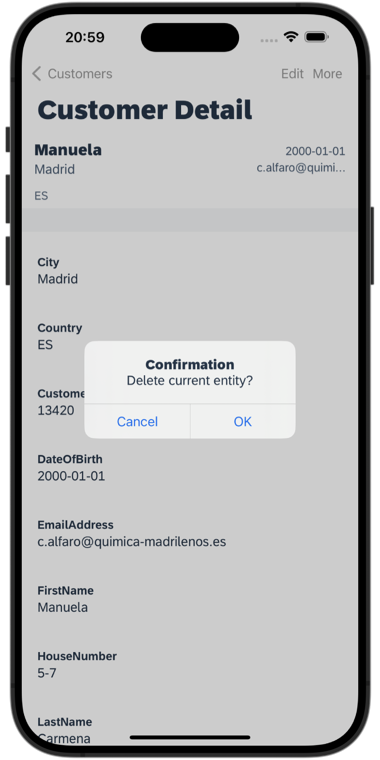 20:59
Customers
Edit More
Customer Detail
Manuela
2000-01-01
Madrid
c.alfaro@quimi...
ES
City
Madrid
Country
ES
Confirmation
Delete current entity?
Cancel
OK
Custome
13420
DateOfBirth
2000-01-01
EmailAddress
c.alfaro@quimica-madrilenos.es
FirstName
Manuela
HouseNumber
5-7
LastName
Carmena